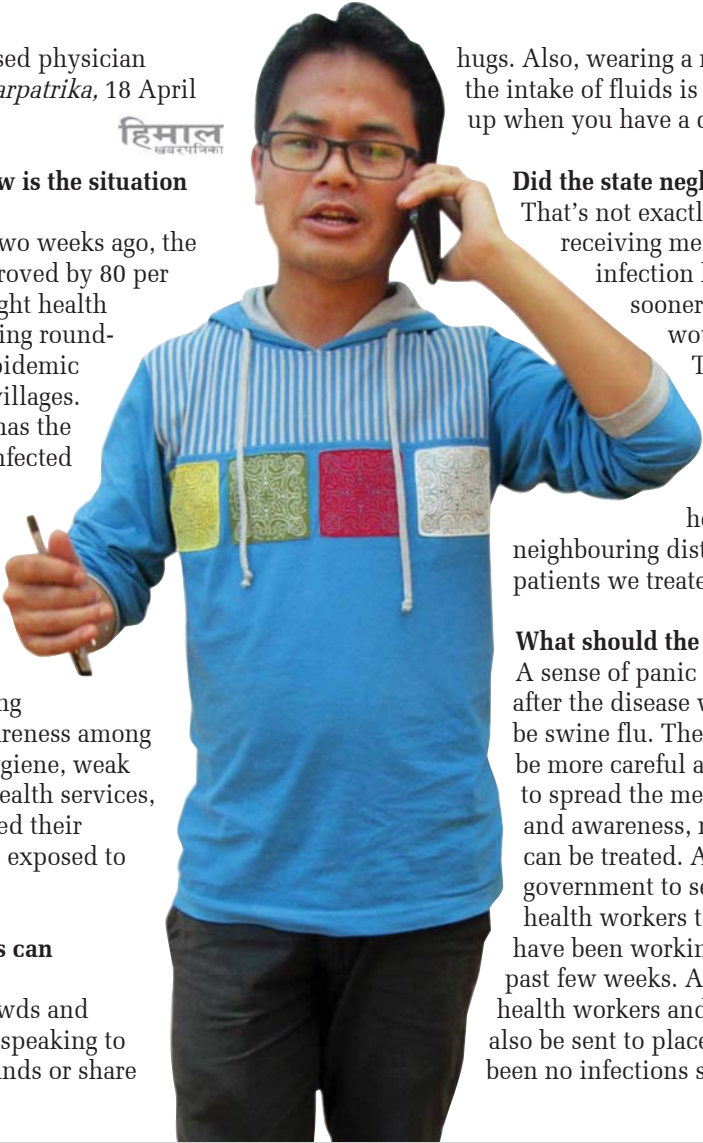 sed physician
arpatrika, 18 April
हिमाल
खबरपत्रिका
w is the situation
wo weeks ago, the
roved by 80 per
ght health
ing round-
pidemic
villages.
has the
nfected
ng
areness among
giene, weak
ealth services,
ed their
exposed to
s can
wds and
speaking to
ands or share
hugs. Also, wearing a
the intake of fluids is
up when you have a
Did the state negl
That's not exactl
receiving me
infection
sooner
wou
T
he
neighbouring dist
patients we treate
What should the
A sense of panic
after the disease w
be swine flu. The
be more careful a
to spread the me
and awareness, r
can be treated. A
government to se
health workers t
have been workin
past few weeks. A
health workers and
also be sent to place
been no infections s